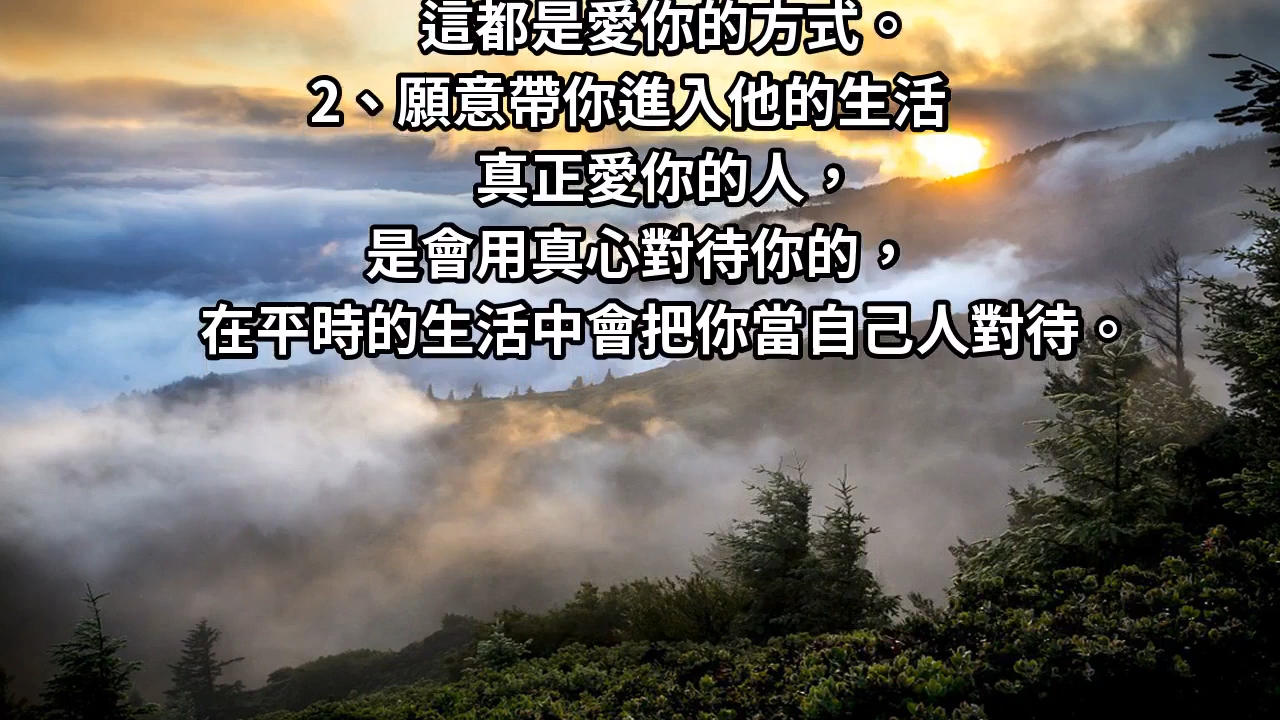 這都是愛你的方式。
2、願意帶你進入他的生活
真正愛你的人，
是會用真心對待你的，
在平時的生活中會把你當自己人對待。